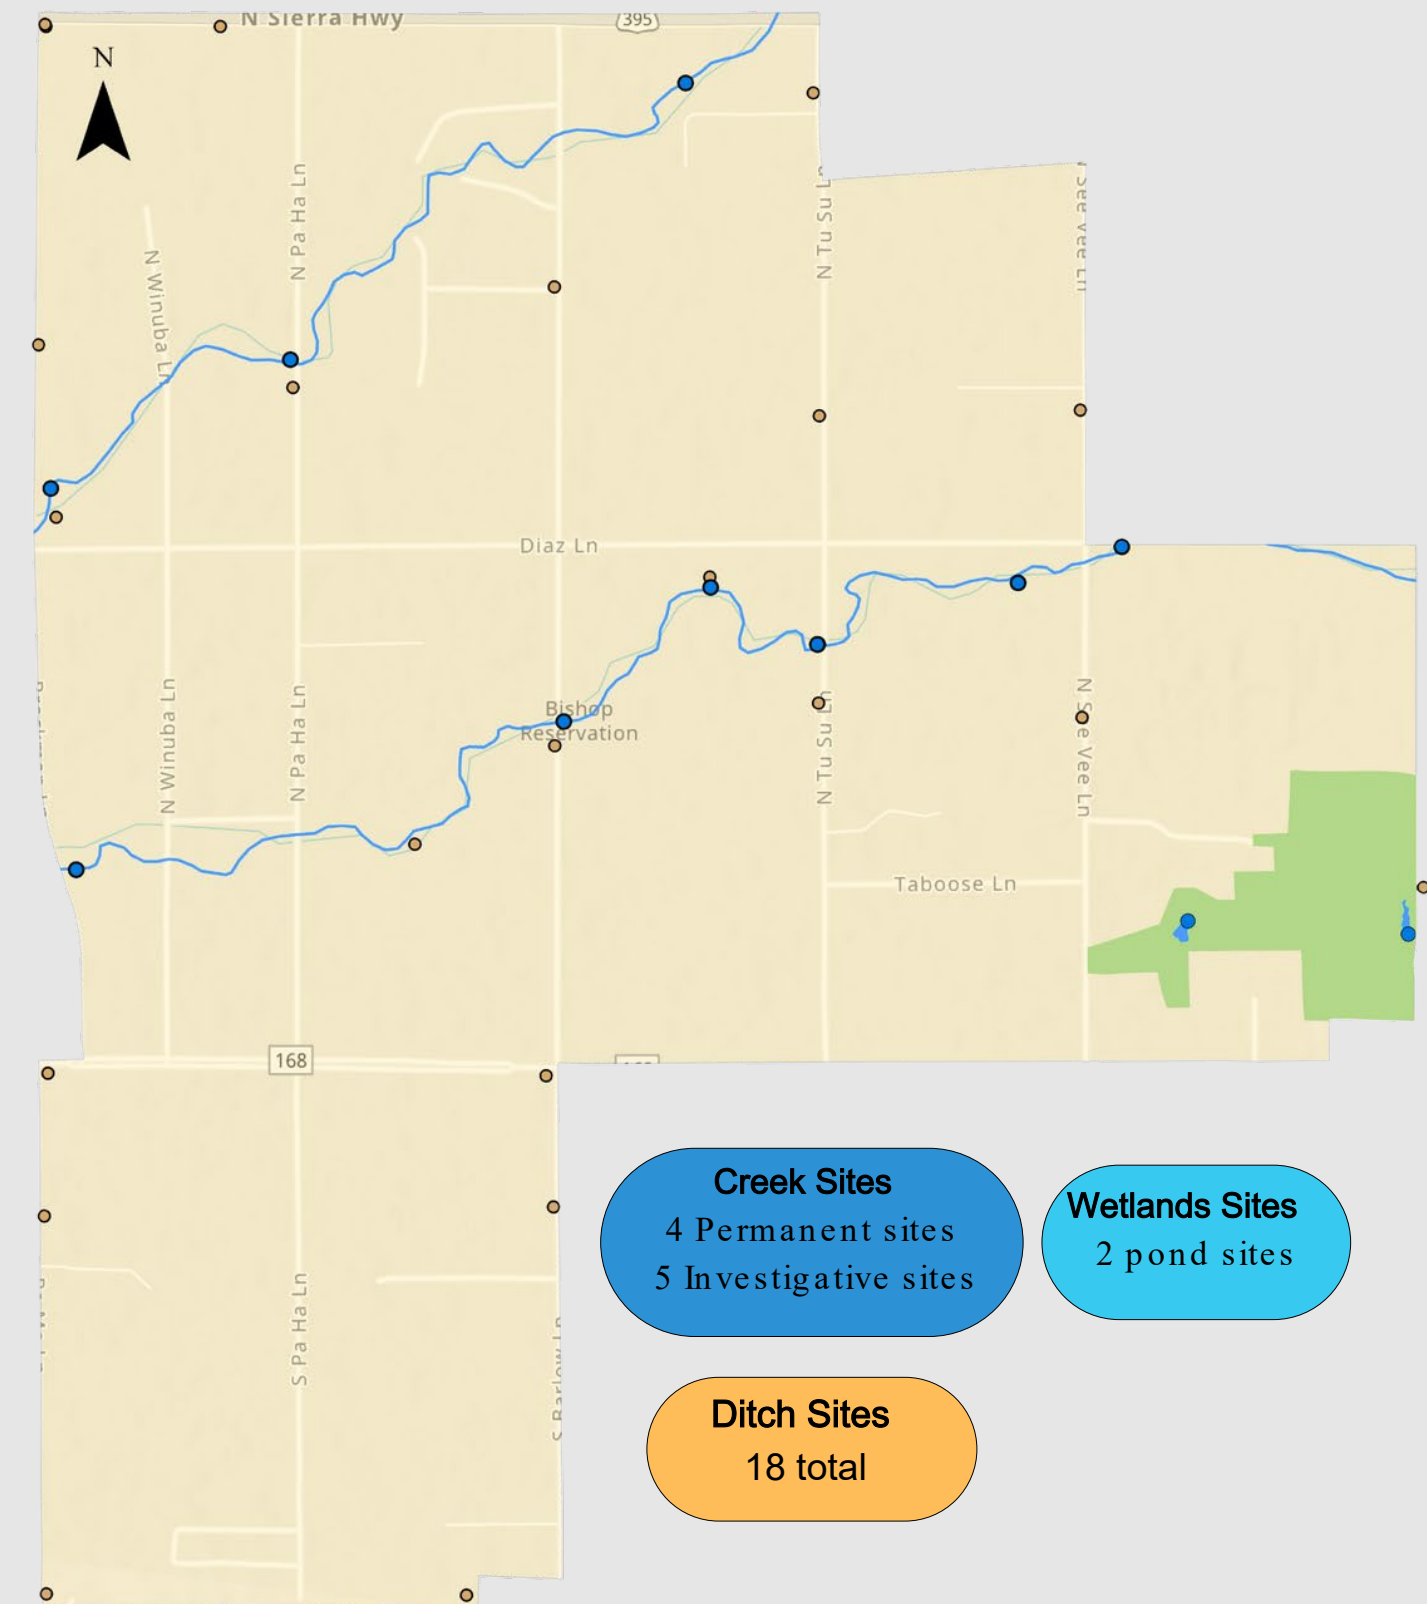 N Sierra Hwy
395
N
N Pa Ha Ln
N Tu Su Ln
N See Vee Ln
N Winuba Ln
Diaz Ln
N Winuba Ln
N Pa Ha Ln
Bishop
Reservation
N Tu Su Ln
N See Vee Ln
Taboose Ln
168
Creek Sites
4 Permanent sites
5 Investigative sites
Wetlands Sites
2 pond sites
S Pa Ha Ln
S Barlow Ln
Ditch Sites
18 total